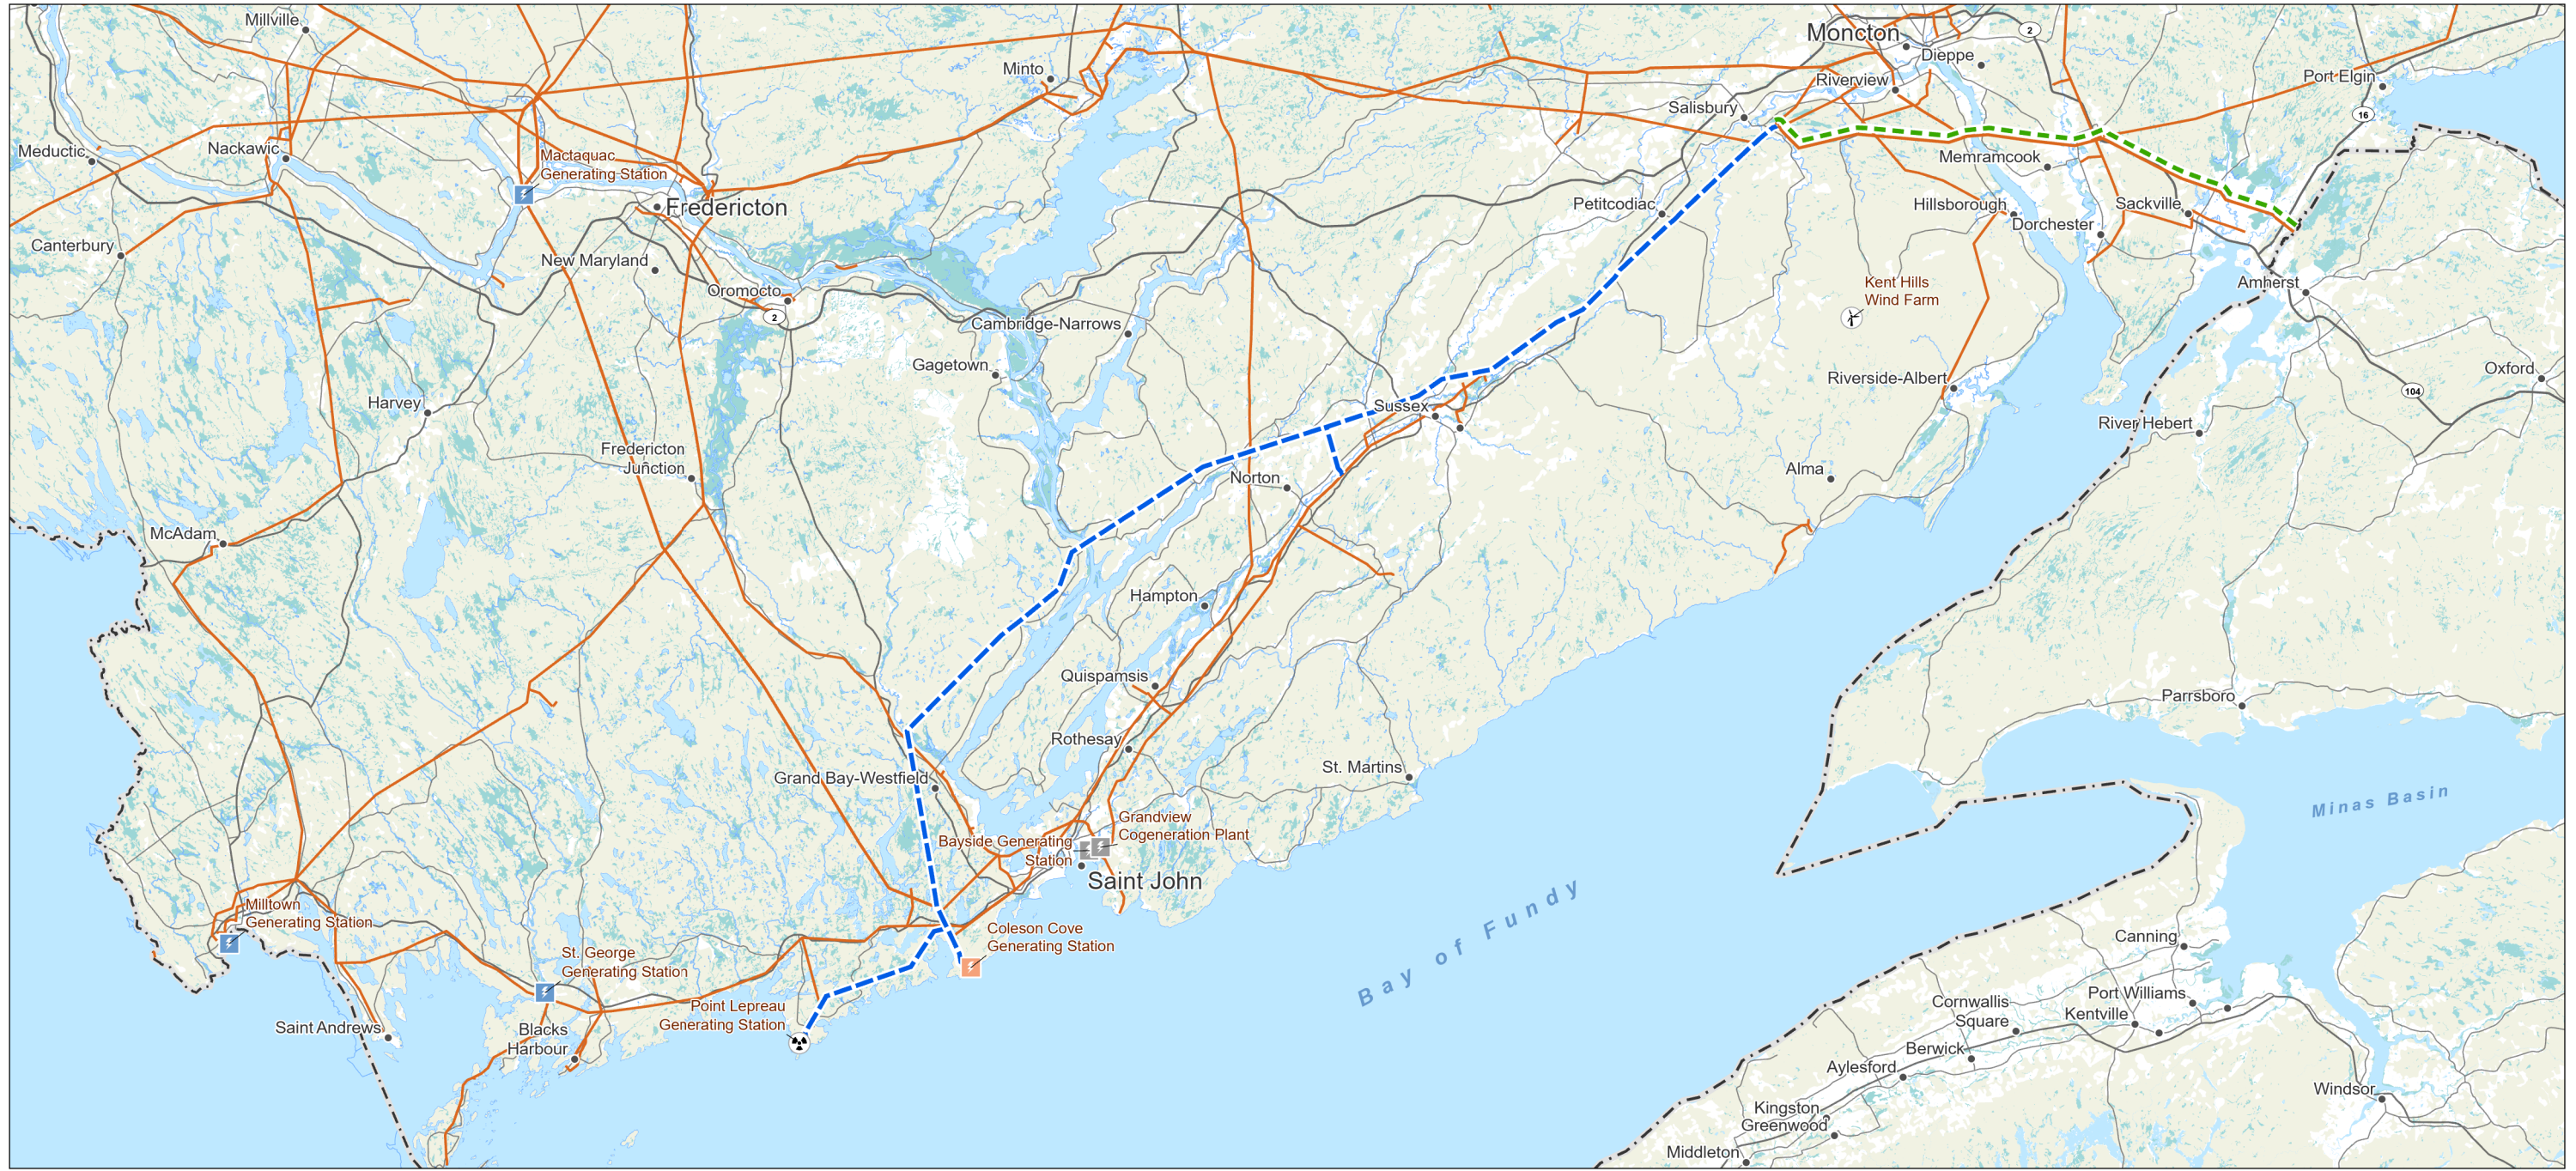 Millville
Moncton
2
Dieppe
Minto
Riverview
Port Elgin
Salisbury
16
Meductic
Nackawic
Mactaquac
Generating Station
Memramcook
Fredericton
Petitcodiac
Hillsborough
Sackville
Dorchester
Canterbury
New Maryland
Oromocto
2
Kent Hills
Wind Farm
Amherst
Cambridge-Narrows
Gagetown
Riverside-Albert
Oxford
104
Harvey
Sussex
River Hebert
Fredericton
Junction
Norton
Alma
McAdam
Hampton
Quispamsis
Parrsboro
Rothesay
Grand Bay-Westfield
St. Martins
Minas Basin
Grandview
Cogeneration Plant
Bayside Generating
Station
Saint John
Bay of Fundy
Milltown
Generating Station
Coleson Cove
Generating Station
Canning
St. George
Generating Station
Point Lepreau
Generating Station
Port Williams
Cornwallis
Square
Kentville
Saint Andrews
Blacks
Harbour
Berwick
Aylesford
Windsor
Kingston
Greenwood
Middleton